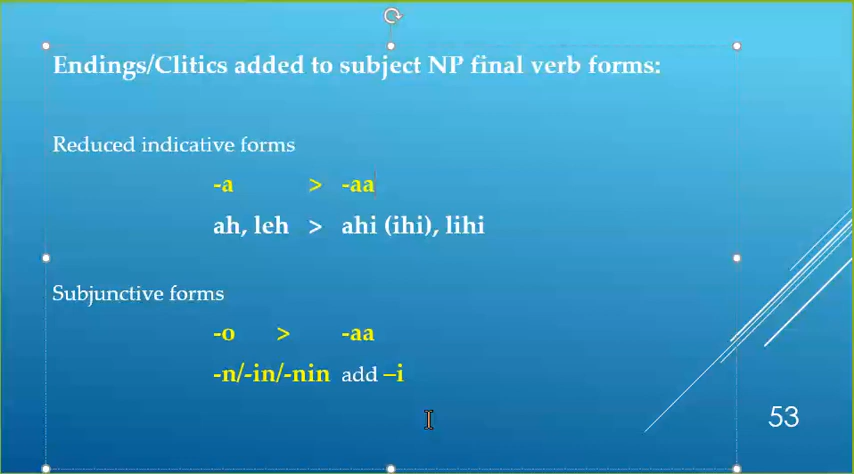 Endings/Clitics added to subject NP final verb forms:
Reduced indicative forms
-a > -aa
ah, leh > ahi (ihi), lihi
Subjunctive forms
-o > -aa
-n/-in/-nin add –i
53